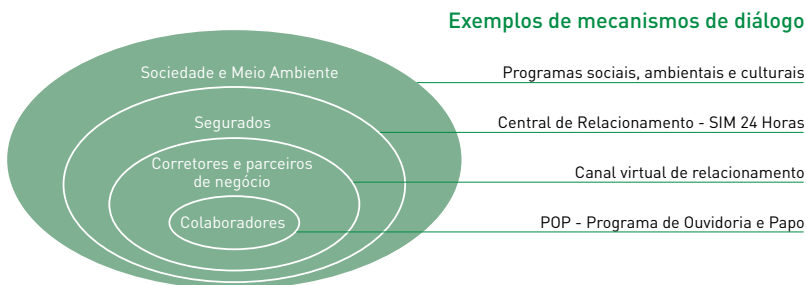 Exemplos de mecanismos de diálogo
Sociedade e Meio Ambiente
Programas sociais, ambientais e culturais
Segurados
Central de Relacionamento - SIM 24 Horas
Corretores e parceiros
de negócio
Canal virtual de relacionamento
Colaboradores
POP - Programa de Ouvidoria e Papo